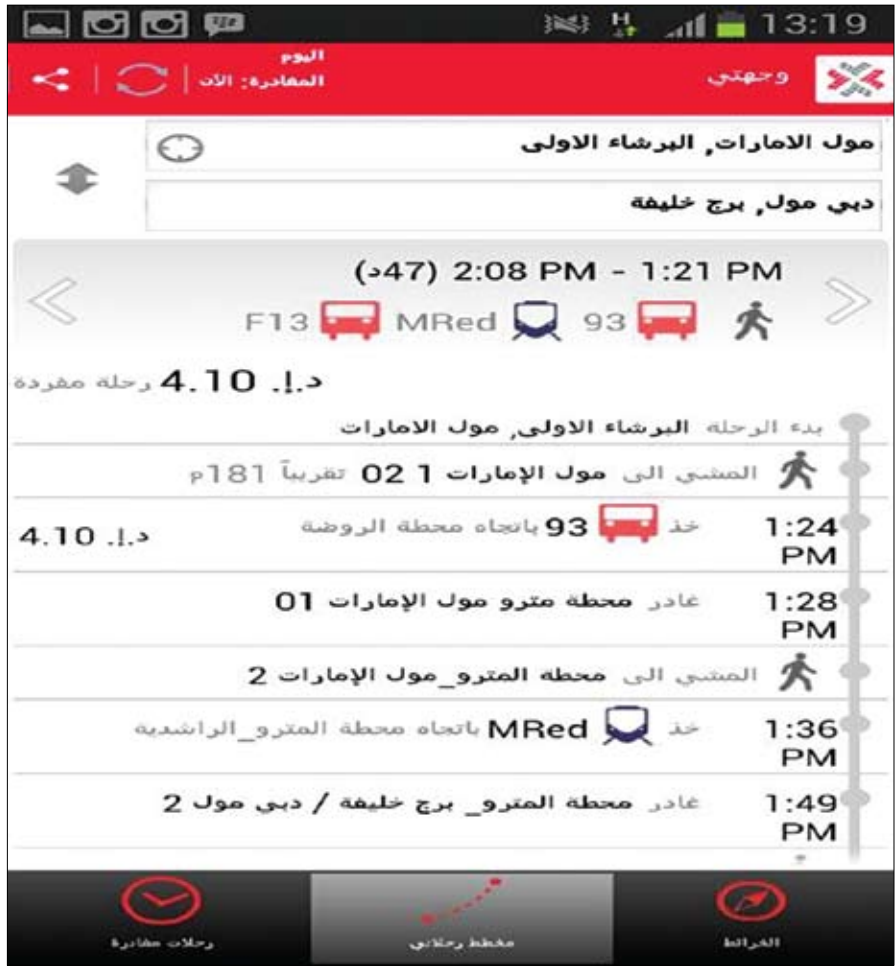 13:19
وجهتي
اليوم
المغادرة: الآن
مول الامارات, البرشاء الاولى
دبي مول, برج خليفة
1:21 PM - 2:08 PM (47د)
93 MRed F13
د.إ. 4.10 رحلة مفردة
بدء الرحلة البرشاء الاولى, مول الامارات
المشي الى مول الإمارات 1 02 تقريباً 181م
1:24 PM خذ 93 باتجاه محطة الروضة د.إ. 4.10
1:28 PM غادر محطة مترو مول الإمارات 01
المشي الى محطة المترو_مول الإمارات 2
1:36 PM خذ MRed باتجاه محطة المترو_الراشدية
1:49 PM غادر محطة المترو_ برج خليفة / دبي مول 2
الخرائط
مخطط رحلاتي
رحلات مغادرة